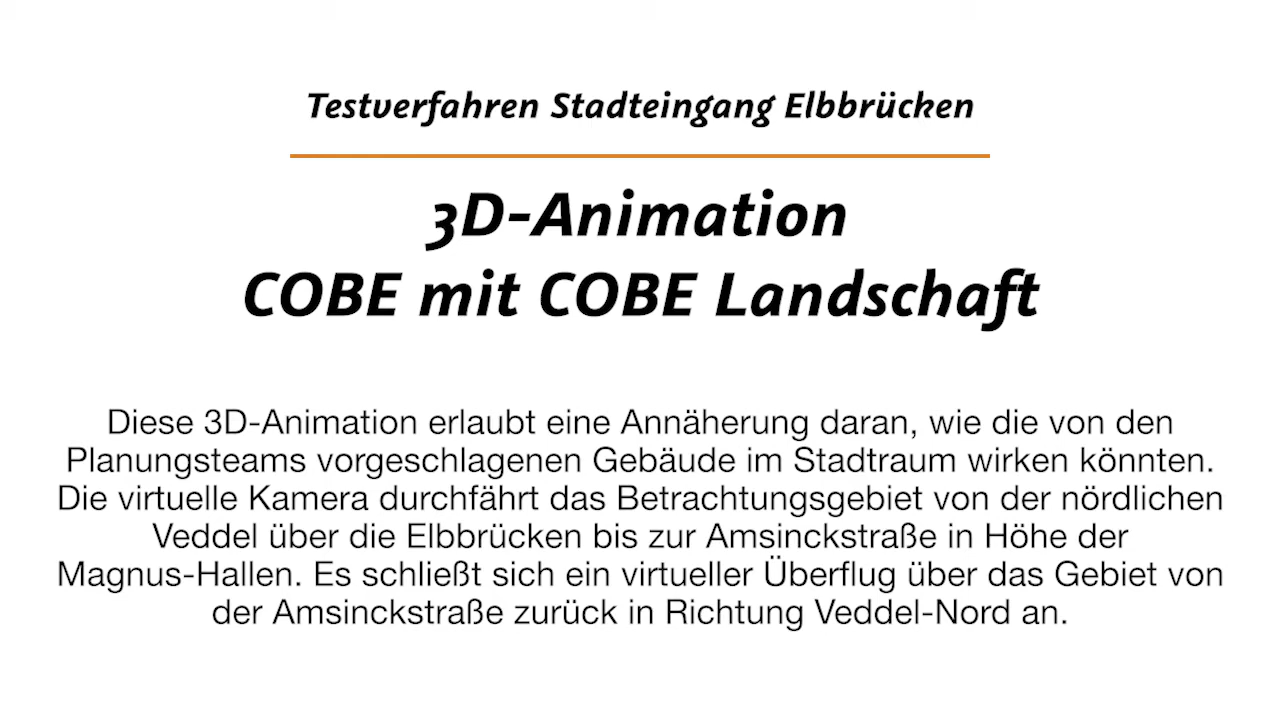 Testverfahren Stadteingang Elbbrücken
3D-Animation
COBE mit COBE Landschaft
Diese 3D-Animation erlaubt eine Annäherung daran, wie die von den
Planungsteams vorgeschlagenen Gebäude im Stadtraum wirken könnten.
Die virtuelle Kamera durchfährt das Betrachtungsgebiet von der nördlichen
Veddel über die Elbbrücken bis zur Amsinckstraße in Höhe der
Magnus-Hallen. Es schließt sich ein virtueller Überflug über das Gebiet von
der Amsinckstraße zurück in Richtung Veddel-Nord an.